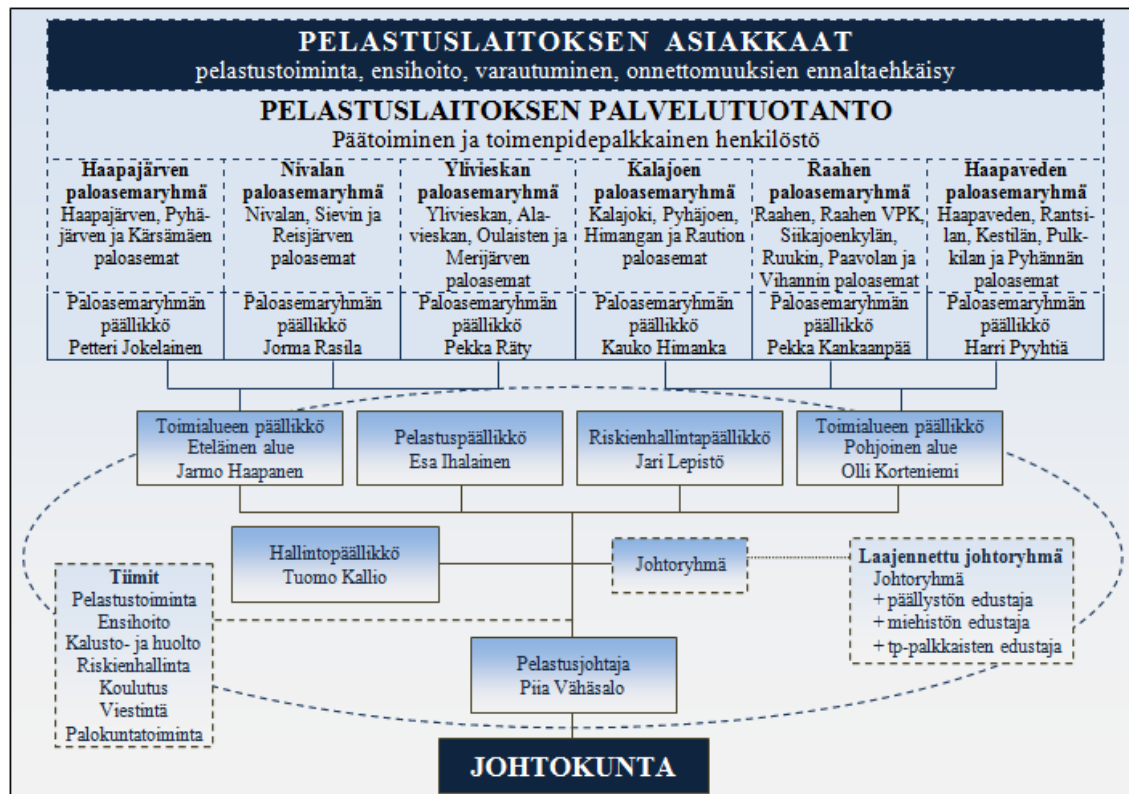 PELASTUSLAITOKSEN ASIAKKAAT
pelastustoiminta, ensihoito, varautuminen, onnettomuuksien ennaltaehkäisy
PELASTUSLAITOKSEN PALVELUTUOTANTO
Päätoiminen ja toimenpidepalkkainen henkilöstö
Haapajärven
paloasemaryhmä
Haapajärven, Pyhä-
järven ja Kärsämäen
paloasemat
Nivalan
paloasemaryhmä
Nivalan, Sievin ja
Reisjärven
paloasemat
Ylivieskan
paloasemaryhmä
Ylivieskan, Ala-
vieskan, Oulaisten ja
Merijärven
paloasemat
Kalajoen
paloasemaryhmä
Kalajoki, Pyhäjoen,
Himangan ja Raution
paloasemat
Raahen
paloasemaryhmä
Raahen, Raahen VPK,
Siikajoenkylän,
Ruukin, Paavolan ja
Vihannin paloasemat
Haapaveden
paloasemaryhmä
Haapaveden, Rantsi-
lan, Kestilän, Pulk-
kilan ja Pyhännän
paloasemat
Paloasemaryhmän
päällikkö
Petteri Jokelainen
Paloasemaryhmän
päällikkö
Jorma Rasila
Paloasemaryhmän
päällikkö
Pekka Räty
Paloasemaryhmän
päällikkö
Kauko Himanka
Paloasemaryhmän
päällikkö
Pekka Kankaanpää
Paloasemaryhmän
päällikkö
Harri Pyyhtiä
Toimialueen päällikkö
Eteläinen alue
Jarmo Haapanen
Pelastuspäällikkö
Esa Ihalainen
Riskienhallintapäällikkö
Jari Lepistö
Toimialueen päällikkö
Pohjoinen alue
Olli Korteniemi
Hallintopäällikkö
Tuomo Kallio
Johtoryhmä
Laajennettu johtoryhmä
Johtoryhmä
+ päällystön edustaja
+ miehistön edustaja
+ tp-palkkaisten edustaja
Tiimit
Pelastustoiminta
Ensihoito
Kalusto- ja huolto
Riskienhallinta
Koulutus
Viestintä
Palokuntatoiminta
Pelastusjohtaja
Piia Vähäsalo
JOHTOKUNTA